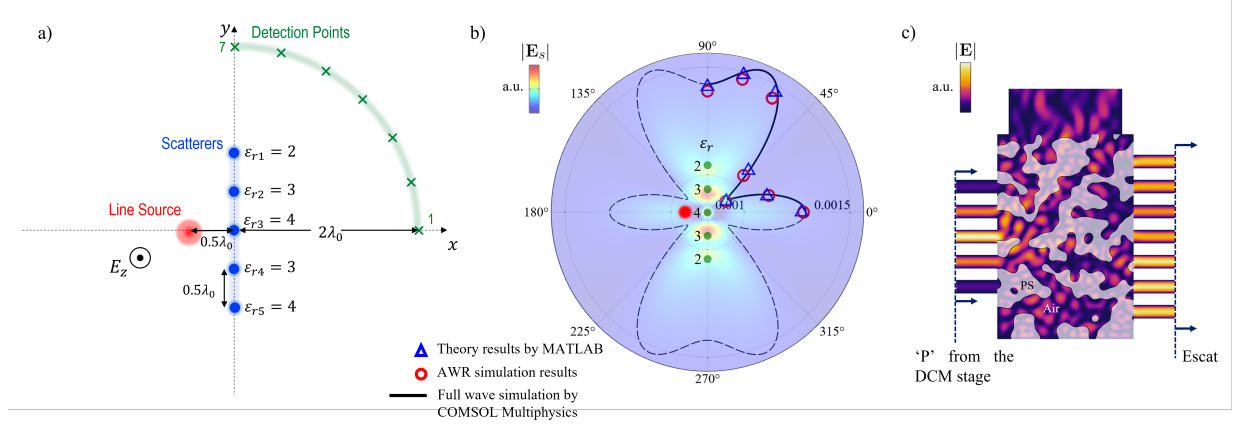 a)
y
Detection Points
7
Scatterers
εr1 = 2
εr2 = 3
Line Source
εr3 = 4
1
0.5λ0
2λ0
x
Ez
εr4 = 3
0.5λ0
εr5 = 4
b)
|Es|
a.u.
90°
135°
45°
εr
2
3
180°
4
0.001
0.0015
0°
3
2
225°
315°
270°
Theory results by MATLAB
AWR simulation results
Full wave simulation by
COMSOL Multiphysics
c)
|E|
a.u.
PS
Air
'P' from the
DCM stage
Escat